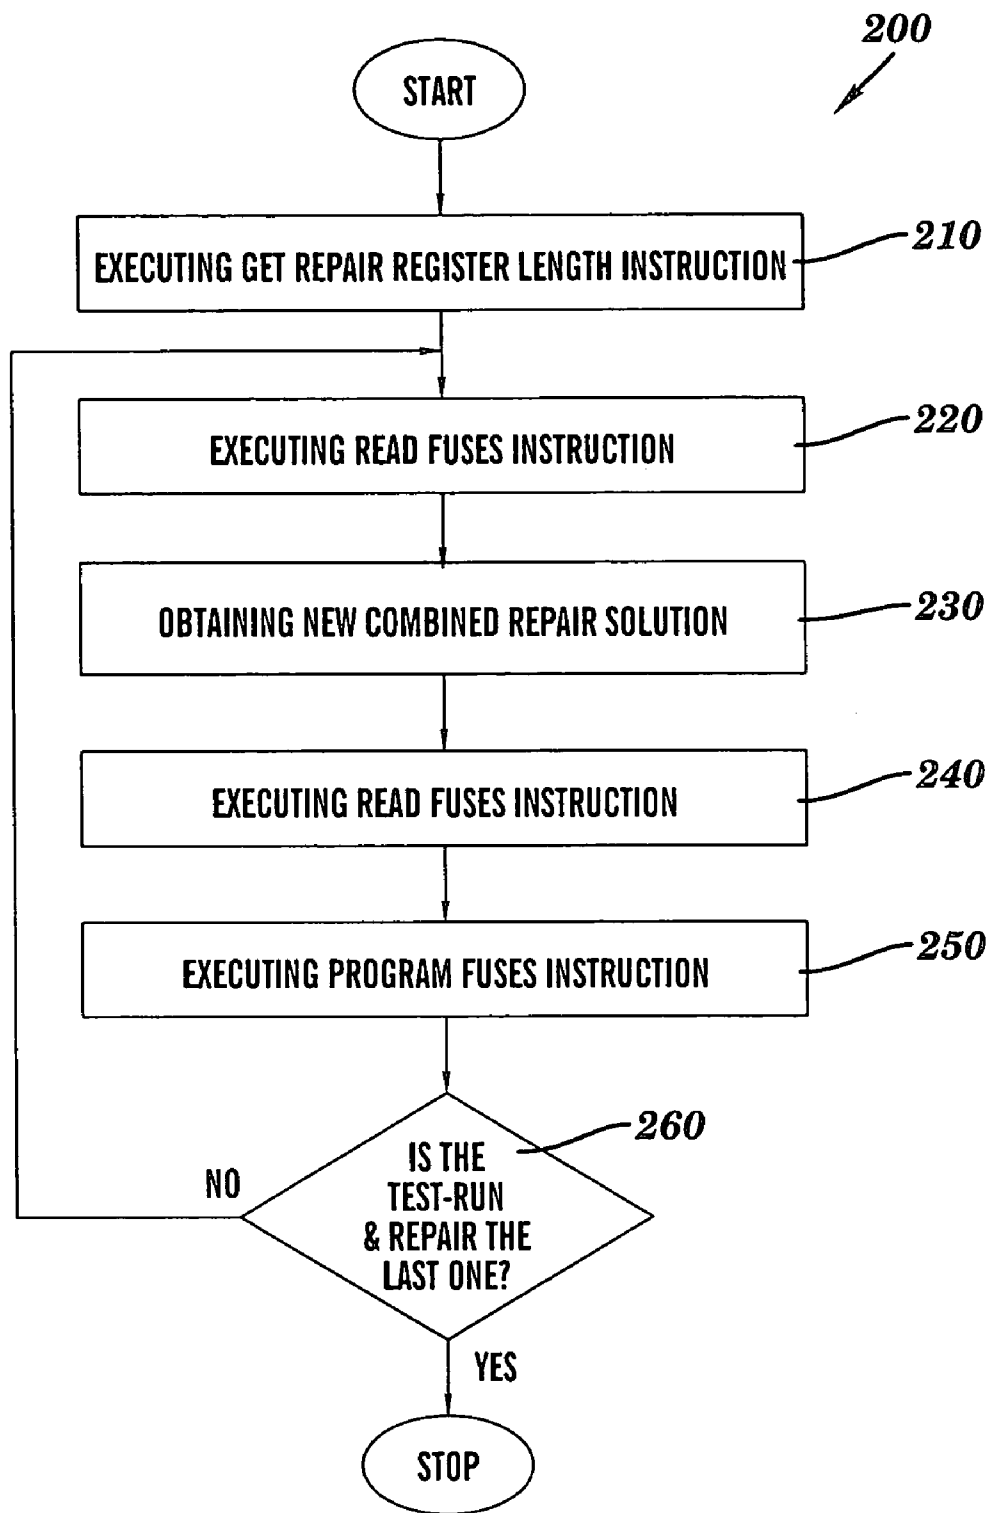 200
START
EXECUTING GET REPAIR REGISTER LENGTH INSTRUCTION
210
EXECUTING READ FUSES INSTRUCTION
220
OBTAINING NEW COMBINED REPAIR SOLUTION
230
EXECUTING READ FUSES INSTRUCTION
240
EXECUTING PROGRAM FUSES INSTRUCTION
250
260
NO
IS THE
TEST-RUN
& REPAIR THE
LAST ONE?
YES
STOP